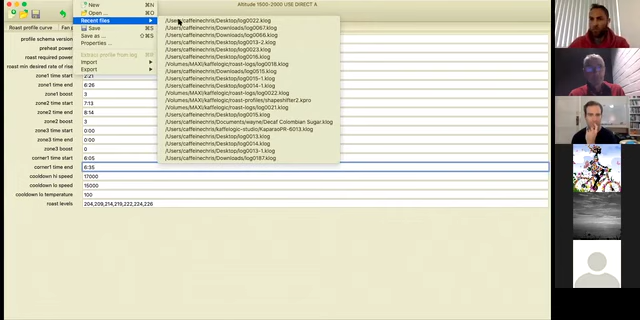 Altitude 1500-2000 USE DIRECT A
New ⌘N
Open ... ⌘O
Recent files
Save ⌘S
Save as ... ⇧⌘S
Properties ...
Extract profile from log
Import
Export
/Users/caffeinechris/Desktop/log0022.klog
/Users/caffeinechris/Downloads/log0067.klog
/Users/caffeinechris/Downloads/log0066.klog
/Users/caffeinechris/Desktop/log0013-2.klog
/Users/caffeinechris/Desktop/log0023.klog
/Users/caffeinechris/Desktop/log0016.klog
/Volumes/MAXI/kaffelogic/roast-logs/log0018.klog
/Users/caffeinechris/Downloads/log0515.klog
/Users/caffeinechris/Desktop/log0015-1.klog
/Users/caffeinechris/Desktop/log0014-1.klog
/Volumes/MAXI/kaffelogic/roast-logs/log0022.klog
/Volumes/MAXI/kaffelogic/roast-profiles/shapeshifter2.kpro
/Volumes/MAXI/kaffelogic/roast-logs/log0021.klog
/Users/caffeinechris/Desktop/log0015.klog
/Users/caffeinechris/Documents/wayne/Decaf Colombian Sugar.klog
/Users/caffeinechris/kaffelogic-studio/KaparaoPR-6013.klog
/Users/caffeinechris/Desktop/log0013.klog
/Users/caffeinechris/Desktop/log0014.klog
/Users/caffeinechris/Desktop/log0013-1.klog
/Users/caffeinechris/Downloads/log0187.klog
Roast profile curve
Fan p
profile schema version
preheat power
roast required power
roast min desired rate of rise
zone1 time start 2:21
zone1 time end 6:26
zone1 boost 3
zone2 time start 7:13
zone2 time end 8:14
zone2 boost 3
zone3 time start 0:00
zone3 time end 0:00
zone3 boost 0
corner1 time start 6:05
corner1 time end 6:35
cooldown hi speed 17000
cooldown lo speed 15000
cooldown lo temperature 100
roast levels 204,209,214,219,222,224,226